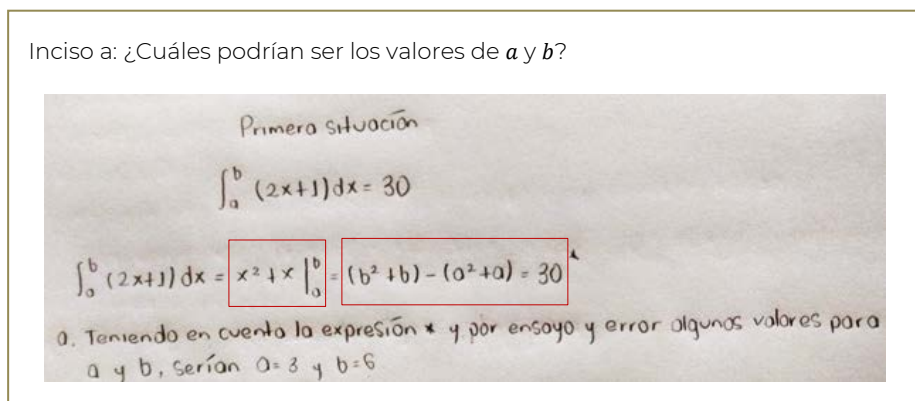 Inciso a: ¿Cuáles podrían ser los valores de a y b?
Primera situación
∫ₐᵇ (2x+1)dx = 30
∫ₐᵇ (2x+1) dx = x² + x |ₐᵇ = (b² + b) - (a² + a) = 30 *
a. Teniendo en cuenta la expresión * y por ensayo y error algunos valores para
a y b, serían a= 3 y b=6